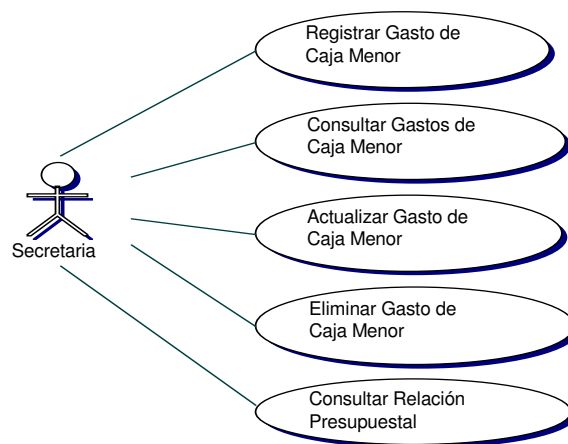 Registrar Gasto de
Caja Menor
Consultar Gastos de
Caja Menor
Actualizar Gasto de
Caja Menor
Secretaria
Eliminar Gasto de
Caja Menor
Consultar Relación
Presupuestal